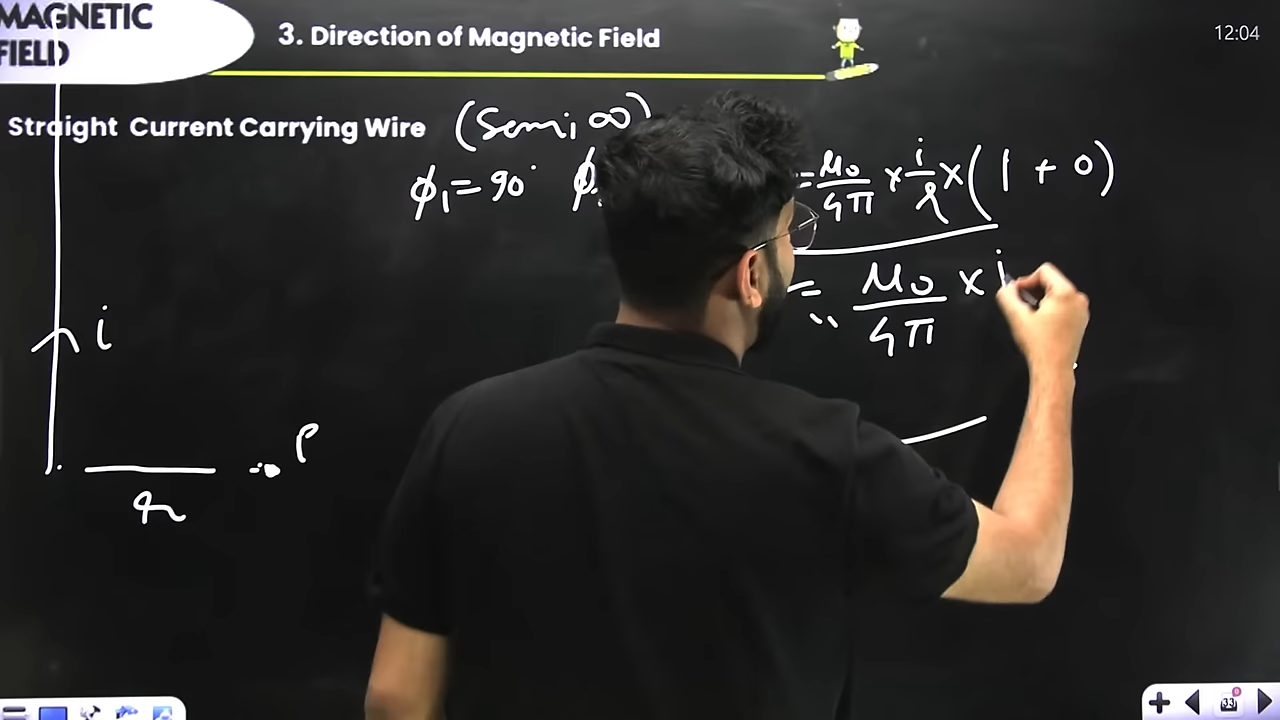 MAGNETIC
FIELD
3. Direction of Magnetic Field
12:04
Straight Current Carrying Wire (Semi ∞)
ϕ₁ = 90° ϕ
= μ₀/4π × i/r × (1 + 0)
= μ₀/4π × i
i
P
r
33